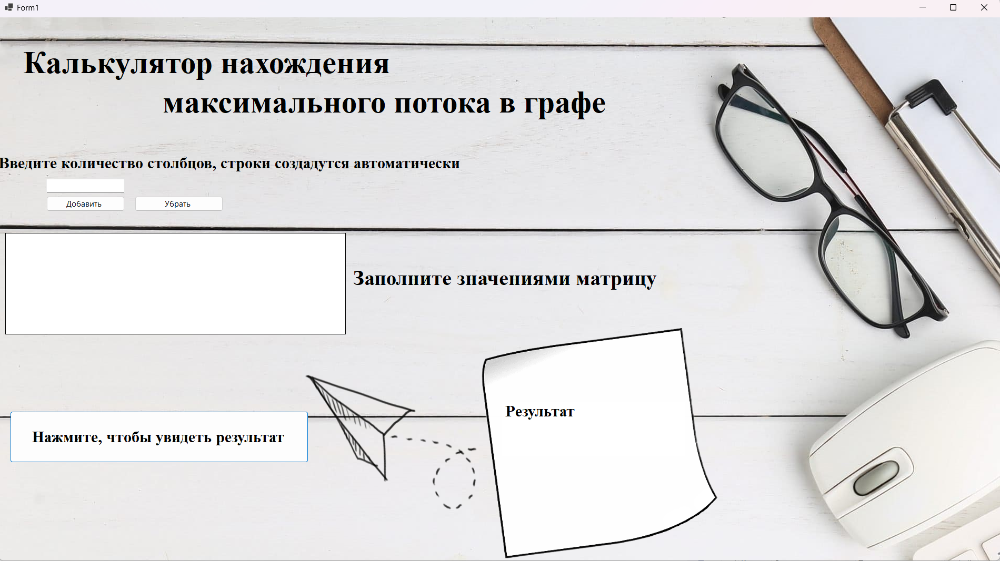 Form1
Калькулятор нахождения
максимального потока в графе
Введите количество столбцов, строки создадутся автоматически
Добавить
Убрать
Заполните значениями матрицу
Результат
Нажмите, чтобы увидеть результат